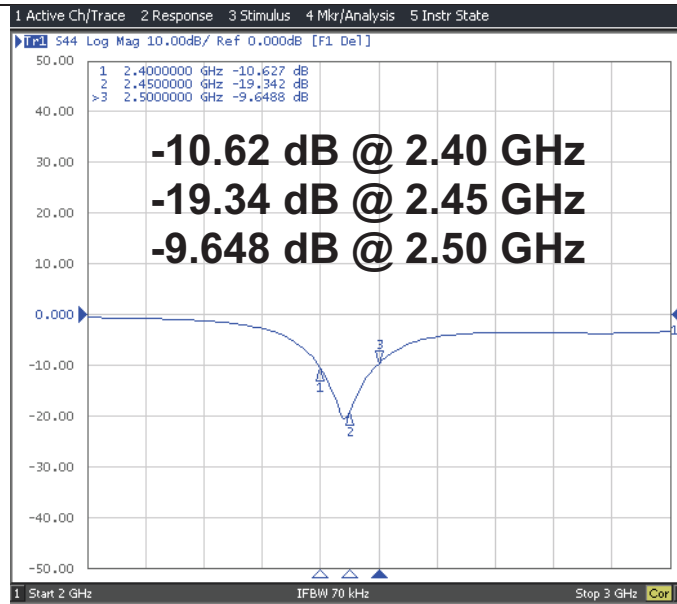 1 Active Ch/Trace 2 Response 3 Stimulus 4 Mkr/Analysis 5 Instr State
Tr1 S44 Log Mag 10.00dB/ Ref 0.000dB [F1 Del]
50.00
1 2.4000000 GHz -10.627 dB
2 2.4500000 GHz -19.342 dB
>3 2.5000000 GHz -9.6488 dB
40.00
-10.62 dB @ 2.40 GHz
30.00
-19.34 dB @ 2.45 GHz
20.00
-9.648 dB @ 2.50 GHz
10.00
0.000
1
3
-10.00
1
-20.00
2
-30.00
-40.00
-50.00
1 Start 2 GHz IFBW 70 kHz Stop 3 GHz Cor